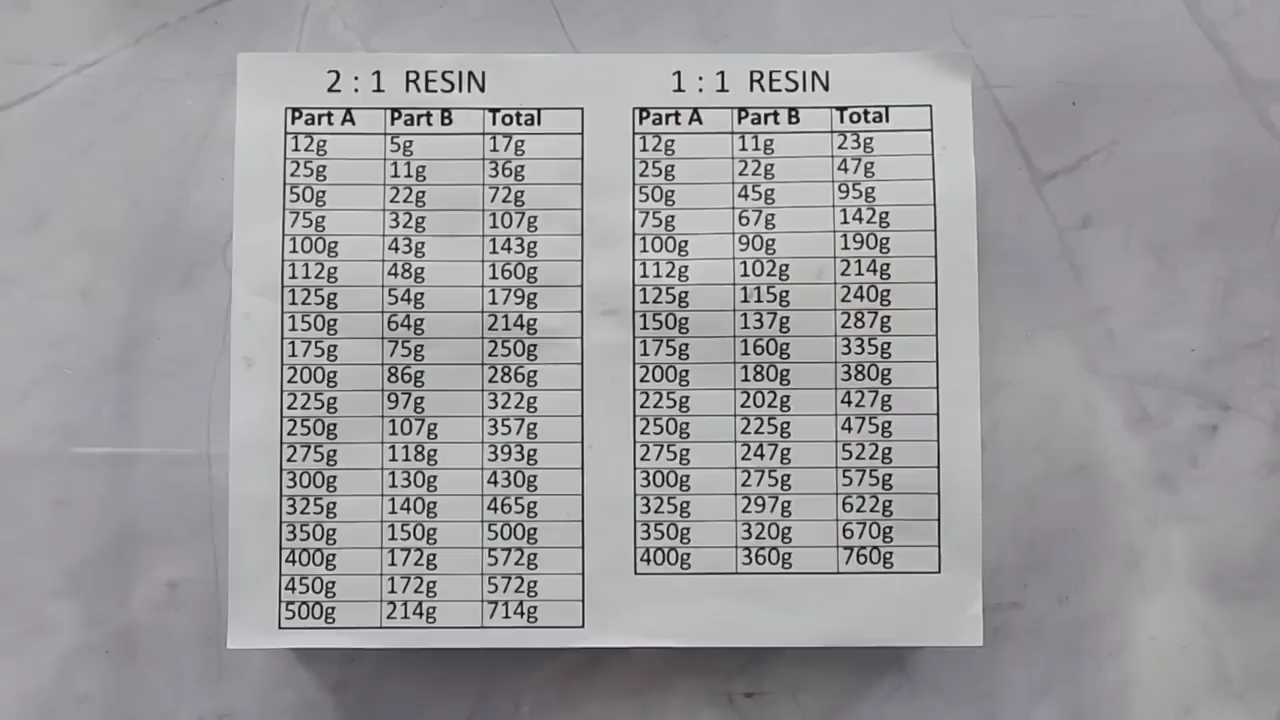 2 : 1 RESIN
Part A Part B Total
12g 5g 17g
25g 11g 36g
50g 22g 72g
75g 32g 107g
100g 43g 143g
112g 48g 160g
125g 54g 179g
150g 64g 214g
175g 75g 250g
200g 86g 286g
225g 97g 322g
250g 107g 357g
275g 118g 393g
300g 130g 430g
325g 140g 465g
350g 150g 500g
400g 172g 572g
450g 172g 572g
500g 214g 714g
1 : 1 RESIN
Part A Part B Total
12g 11g 23g
25g 22g 47g
50g 45g 95g
75g 67g 142g
100g 90g 190g
112g 102g 214g
125g 115g 240g
150g 137g 287g
175g 160g 335g
200g 180g 380g
225g 202g 427g
250g 225g 475g
275g 247g 522g
300g 275g 575g
325g 297g 622g
350g 320g 670g
400g 360g 760g